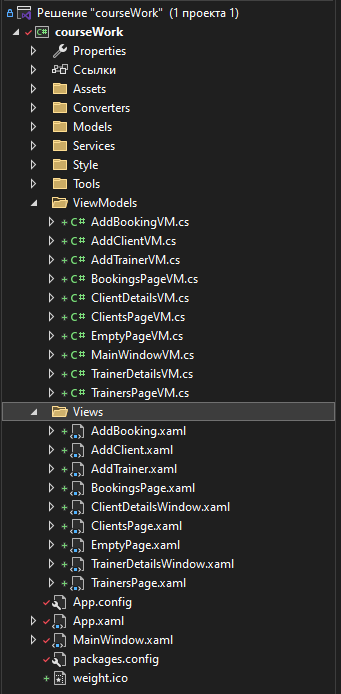 Решение "courseWork" (1 проекта 1)
courseWork
Properties
Ссылки
Assets
Converters
Models
Services
Style
Tools
ViewModels
AddBookingVM.cs
AddClientVM.cs
AddTrainerVM.cs
BookingsPageVM.cs
ClientDetailsVM.cs
ClientsPageVM.cs
EmptyPageVM.cs
MainWindowVM.cs
TrainerDetailsVM.cs
TrainersPageVM.cs
Views
AddBooking.xaml
AddClient.xaml
AddTrainer.xaml
BookingsPage.xaml
ClientDetailsWindow.xaml
ClientsPage.xaml
EmptyPage.xaml
TrainerDetailsWindow.xaml
TrainersPage.xaml
App.config
App.xaml
MainWindow.xaml
packages.config
weight.ico